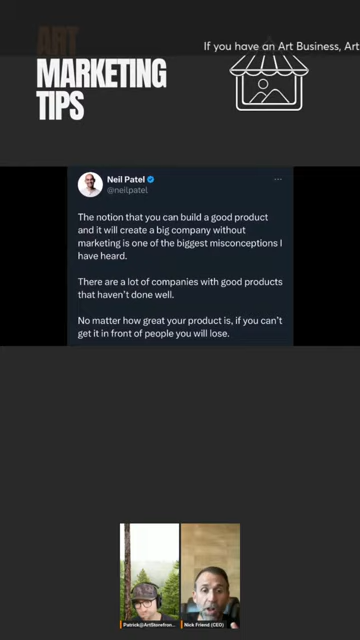 If you have an Art Business, Art
ART
MARKETING
TIPS
Neil Patel
@neilpatel
The notion that you can build a good product
and it will create a big company without
marketing is one of the biggest misconceptions I
have heard.
There are a lot of companies with good products
that haven't done well.
No matter how great your product is, if you can't
get it in front of people you will lose.
Patrick@ArtStorefron...
Nick Friend (CEO)